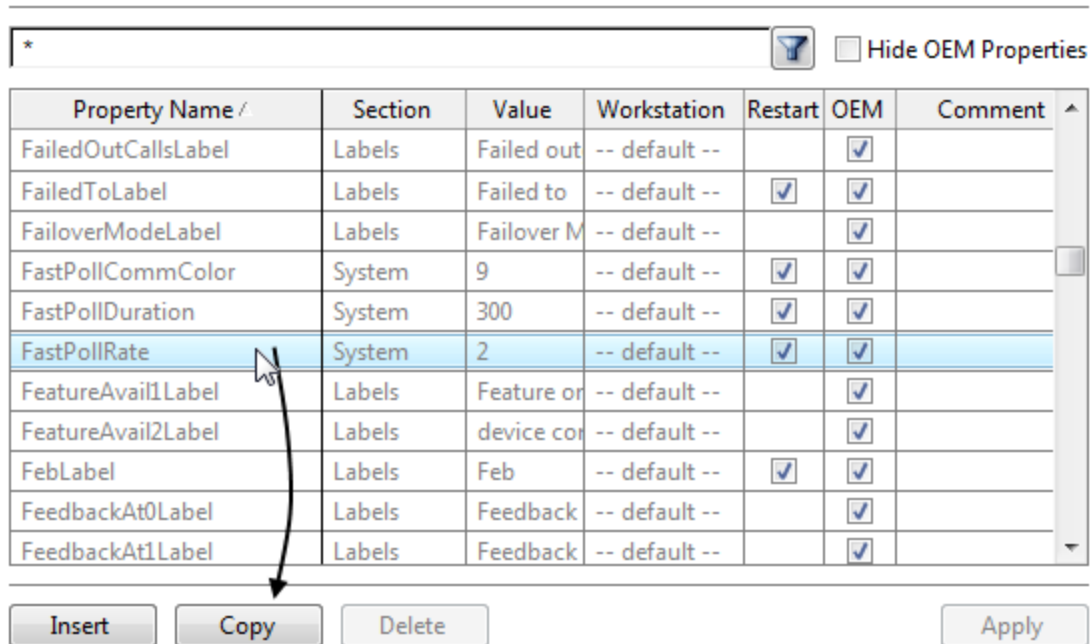 * Hide OEM Properties
Property Name Section Value Workstation Restart OEM Comment
FailedOutCallsLabel Labels Failed out -- default --
FailedToLabel Labels Failed to -- default --
FailoverModeLabel Labels Failover M -- default --
FastPollCommColor System 9 -- default --
FastPollDuration System 300 -- default --
FastPollRate System 2 -- default --
FeatureAvail1Label Labels Feature or -- default --
FeatureAvail2Label Labels device cor -- default --
FebLabel Labels Feb -- default --
FeedbackAt0Label Labels Feedback -- default --
FeedbackAt1Label Labels Feedback -- default --
Insert Copy Delete Apply